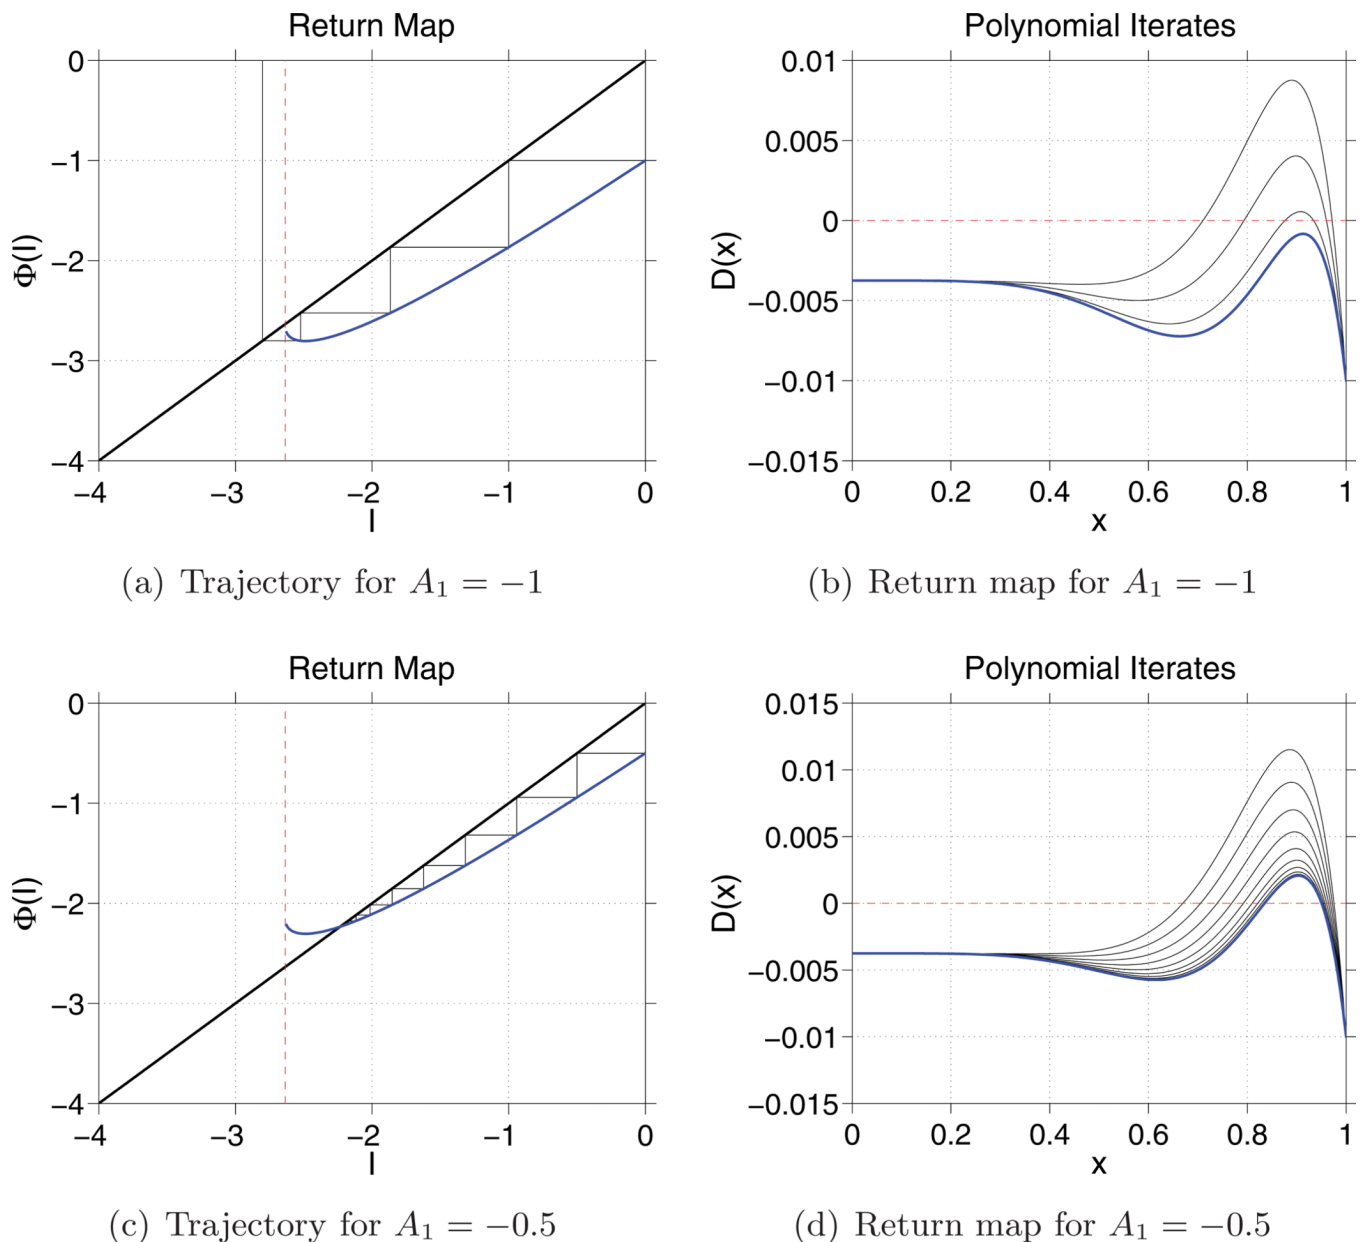 Return Map
0
−1
−2
−3
−4
Φ(I)
−4 −3 −2 −1 0
I
(a) Trajectory for A₁ = −1
Polynomial Iterates
0.01
0.005
0
−0.005
−0.01
−0.015
D(x)
0 0.2 0.4 0.6 0.8 1
x
(b) Return map for A₁ = −1
Return Map
0
−1
−2
−3
−4
Φ(I)
−4 −3 −2 −1 0
I
(c) Trajectory for A₁ = −0.5
Polynomial Iterates
0.015
0.01
0.005
0
−0.005
−0.01
−0.015
D(x)
0 0.2 0.4 0.6 0.8 1
x
(d) Return map for A₁ = −0.5